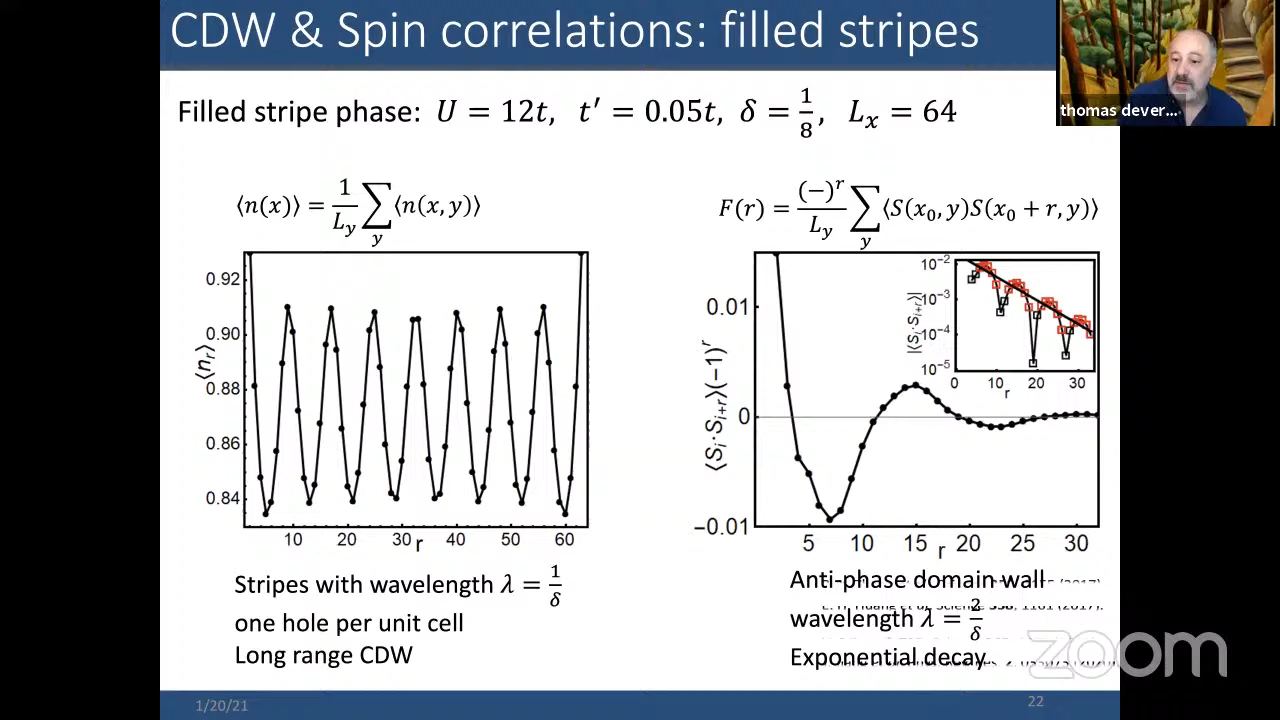 CDW & Spin correlations: filled stripes
thomas dever...
Filled stripe phase: U = 12t, t′ = 0.05t, δ = 1/8, L_x = 64
⟨n(x)⟩ = 1/L_y ∑_y ⟨n(x, y)⟩
F(r) = (−)^r/L_y ∑_y ⟨S(x_0, y)S(x_0 + r, y)⟩
⟨n_r⟩
0.92
0.90
0.88
0.86
0.84
10 20 30 r 40 50 60
⟨S_i·S_{i+r}⟩(-1)^r
0.01
0
−0.01
5 10 15 r 20 25 30
|⟨S_i·S_{i+r}⟩|
10^-2
10^-3
10^-4
10^-5
0 10 20 30
r
Stripes with wavelength λ = 1/δ
one hole per unit cell
Long range CDW
Anti-phase domain wall
wavelength λ = 2/δ
Exponential decay
zoom
1/20/21
22